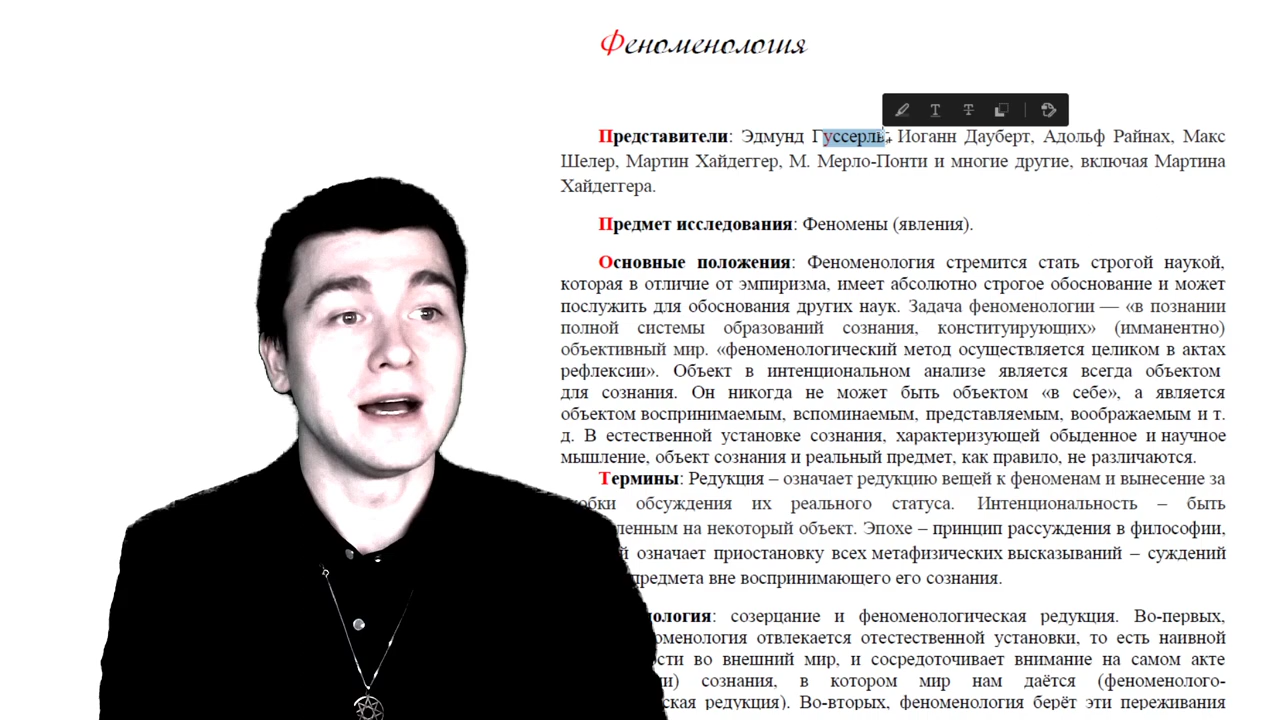 Феноменология
Представители: Эдмунд Гуссерль, Иоганн Дауберт, Адольф Райнах, Макс
Шелер, Мартин Хайдеггер, М. Мерло-Понти и многие другие, включая Мартина
Хайдеггера.
Предмет исследования: Феномены (явления).
Основные положения: Феноменология стремится стать строгой наукой,
которая в отличие от эмпиризма, имеет абсолютно строгое обоснование и может
послужить для обоснования других наук. Задача феноменологии — «в познании
полной системы образований сознания, конституирующих» (имманентно)
объективный мир. «феноменологический метод осуществляется целиком в актах
рефлексии». Объект в интенциональном анализе является всегда объектом
для сознания. Он никогда не может быть объектом «в себе», а является
объектом воспринимаемым, вспоминаемым, представляемым, воображаемым и т.
д. В естественной установке сознания, характеризующей обыденное и научное
мышление, объект сознания и реальный предмет, как правило, не различаются.
Термины: Редукция – означает редукцию вещей к феноменам и вынесение за
обсуждения их реального статуса. Интенциональность – быть
на некоторый объект. Эпохе – принцип рассуждения в философии,
означает приостановку всех метафизических высказываний – суждений
предмета вне воспринимающего его сознания.
созерцание и феноменологическая редукция. Во-первых,
отвлекается отестественной установки, то есть наивной
во внешний мир, и сосредоточивает внимание на самом акте
сознания, в котором мир нам даётся (феноменолого-
редукция). Во-вторых, феноменология берёт эти переживания